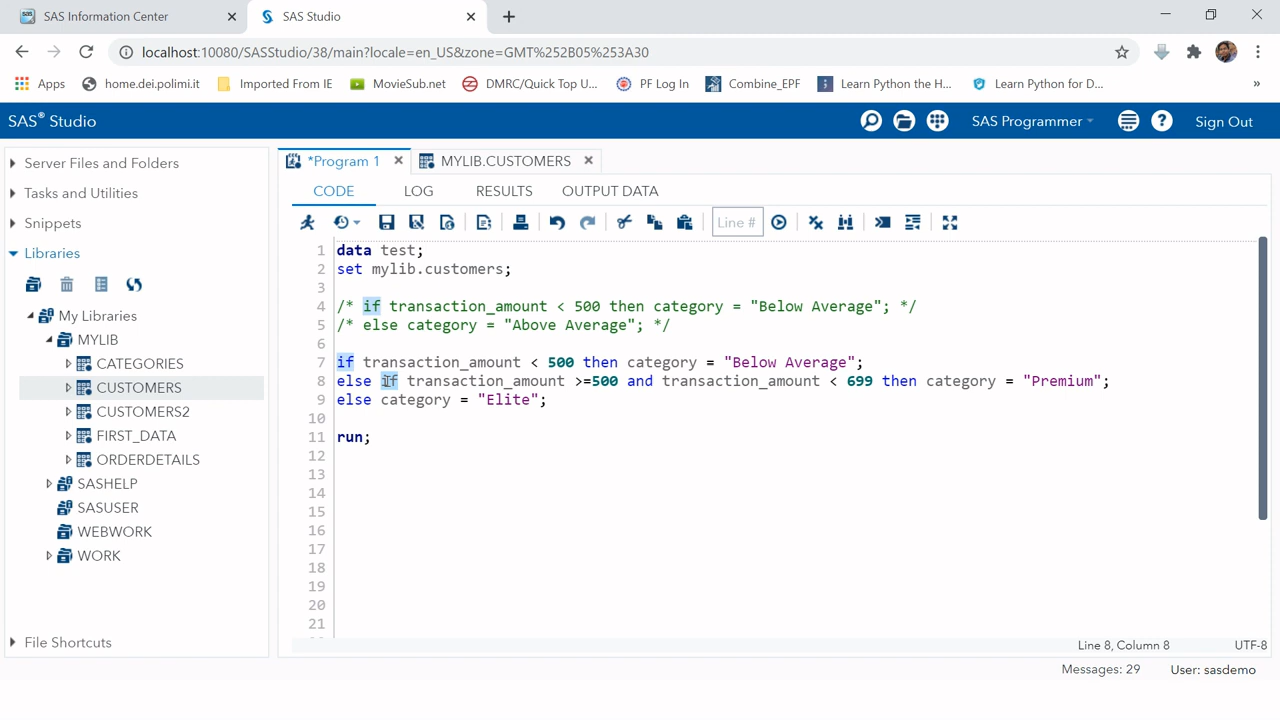 SAS Information Center
SAS Studio
localhost:10080/SASStudio/38/main?locale=en_US&zone=GMT%252B05%253A30
Apps
home.dei.polimi.it
Imported From IE
MovieSub.net
DMRC/Quick Top U...
PF Log In
Combine_EPF
Learn Python the H...
Learn Python for D...
»
SAS® Studio
SAS Programmer
Sign Out
Server Files and Folders
Tasks and Utilities
Snippets
Libraries
My Libraries
MYLIB
CATEGORIES
CUSTOMERS
CUSTOMERS2
FIRST_DATA
ORDERDETAILS
SASHELP
SASUSER
WEBWORK
WORK
File Shortcuts
*Program 1
MYLIB.CUSTOMERS
CODE LOG RESULTS OUTPUT DATA
Line #
1 data test;
2 set mylib.customers;
3
4 /* if transaction_amount < 500 then category = "Below Average"; */
5 /* else category = "Above Average"; */
6
7 if transaction_amount < 500 then category = "Below Average";
8 else if transaction_amount >=500 and transaction_amount < 699 then category = "Premium";
9 else category = "Elite";
10
11 run;
12
13
14
15
16
17
18
19
20
21
Line 8, Column 8
UTF-8
Messages: 29
User: sasdemo